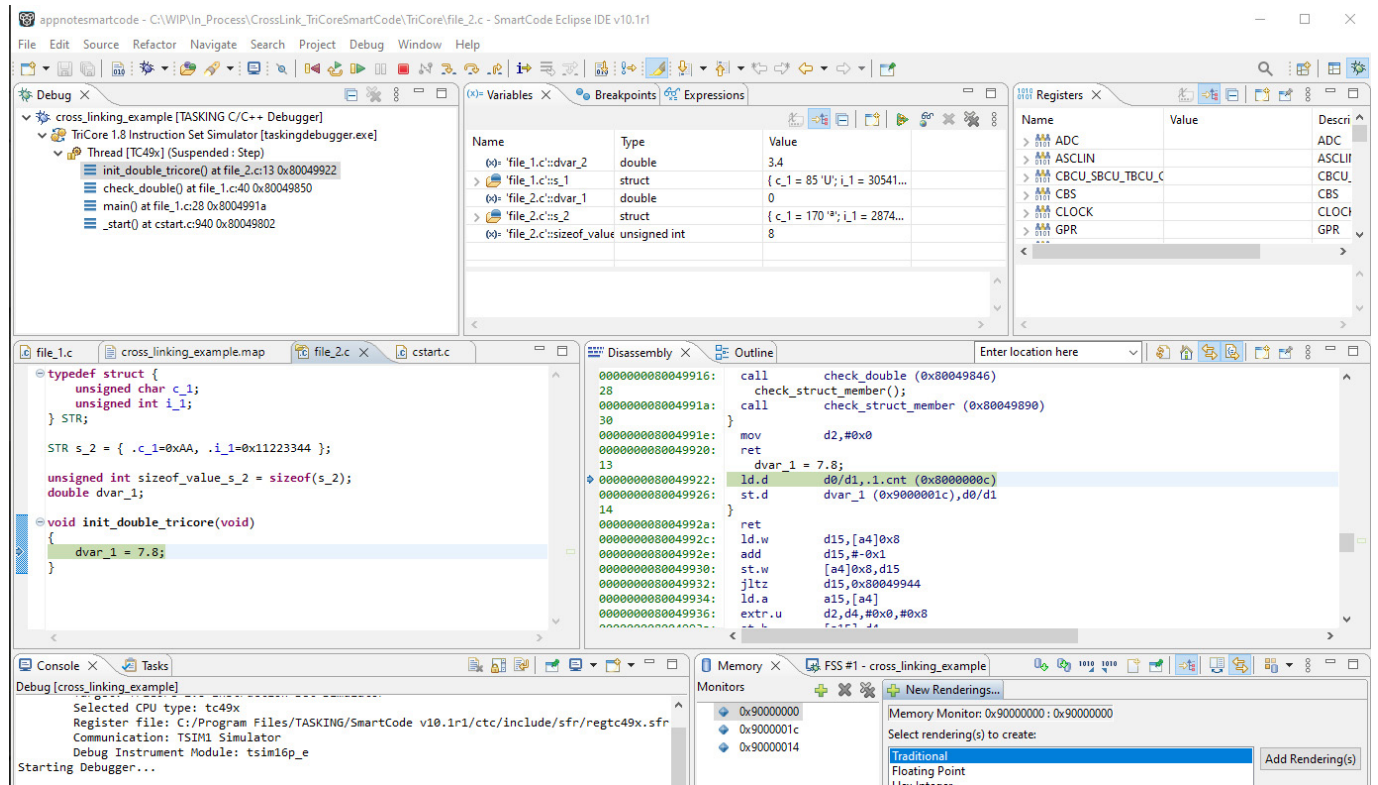 appnotesmartcode - C:\WIP\In_Process\CrossLink_TriCoreSmartCode\TriCore\file_2.c - SmartCode Eclipse IDE v10.1r1
File Edit Source Refactor Navigate Search Project Debug Window Help
Debug
cross_linking_example [TASKING C/C++ Debugger]
TriCore 1.8 Instruction Set Simulator [taskingdebugger.exe]
Thread [TC49x] (Suspended : Step)
init_double_tricore() at file_2.c:13 0x80049922
check_double() at file_1.c:40 0x80049850
main() at file_1.c:28 0x8004991a
_start() at cstart.c:940 0x80049802
(x)= Variables Breakpoints Expressions
Name Type Value
(x)= 'file_1.c'::dvar_2 double 3.4
'file_1.c'::s_1 struct { c_1 = 85 'U'; i_1 = 30541...
(x)= 'file_2.c'::dvar_1 double 0
'file_2.c'::s_2 struct { c_1 = 170 'ª'; i_1 = 2874...
(x)= 'file_2.c'::sizeof_value unsigned int 8
Registers
Name Value Descri
ADC ADC
ASCLIN ASCLIN
CBCU_SBCU_TBCU_C CBCU_
CBS CBS
CLOCK CLOCK
GPR GPR
file_1.c cross_linking_example.map file_2.c cstart.c
typedef struct {
unsigned char c_1;
unsigned int i_1;
} STR;
STR s_2 = { .c_1=0xAA, .i_1=0x11223344 };
unsigned int sizeof_value_s_2 = sizeof(s_2);
double dvar_1;
void init_double_tricore(void)
{
dvar_1 = 7.8;
}
Disassembly Outline Enter location here
0000000080049916: call check_double (0x80049846)
28 check_struct_member();
000000008004991a: call check_struct_member (0x80049890)
30 }
000000008004991e: mov d2,#0x0
0000000080049920: ret
13 dvar_1 = 7.8;
0000000080049922: ld.d d0/d1,.1.cnt (0x8000000c)
0000000080049926: st.d dvar_1 (0x9000001c),d0/d1
14 }
000000008004992a: ret
000000008004992c: ld.w d15,[a4]0x8
000000008004992e: add d15,#-0x1
0000000080049930: st.w [a4]0x8,d15
0000000080049932: jltz d15,0x80049944
0000000080049934: ld.a a15,[a4]
0000000080049936: extr.u d2,d4,#0x0,#0x8
Console Tasks
Debug [cross_linking_example]
Selected CPU type: tc49x
Register file: C:/Program Files/TASKING/SmartCode v10.1r1/ctc/include/sfr/regtc49x.sfr
Communication: TSIM1 Simulator
Debug Instrument Module: tsim16p_e
Starting Debugger...
Memory FSS #1 - cross_linking_example
Monitors
0x90000000
0x9000001c
0x90000014
New Renderings...
Memory Monitor: 0x90000000 : 0x90000000
Select rendering(s) to create:
Traditional
Floating Point
Add Rendering(s)